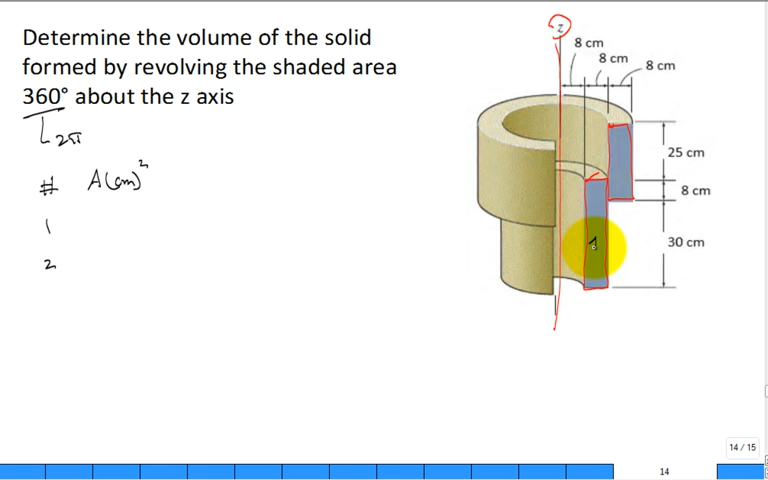 Determine the volume of the solid
formed by revolving the shaded area
360° about the z axis
2π
# A(cm)²
1
2
z
8 cm
8 cm
8 cm
25 cm
8 cm
30 cm
1
14 / 15
14